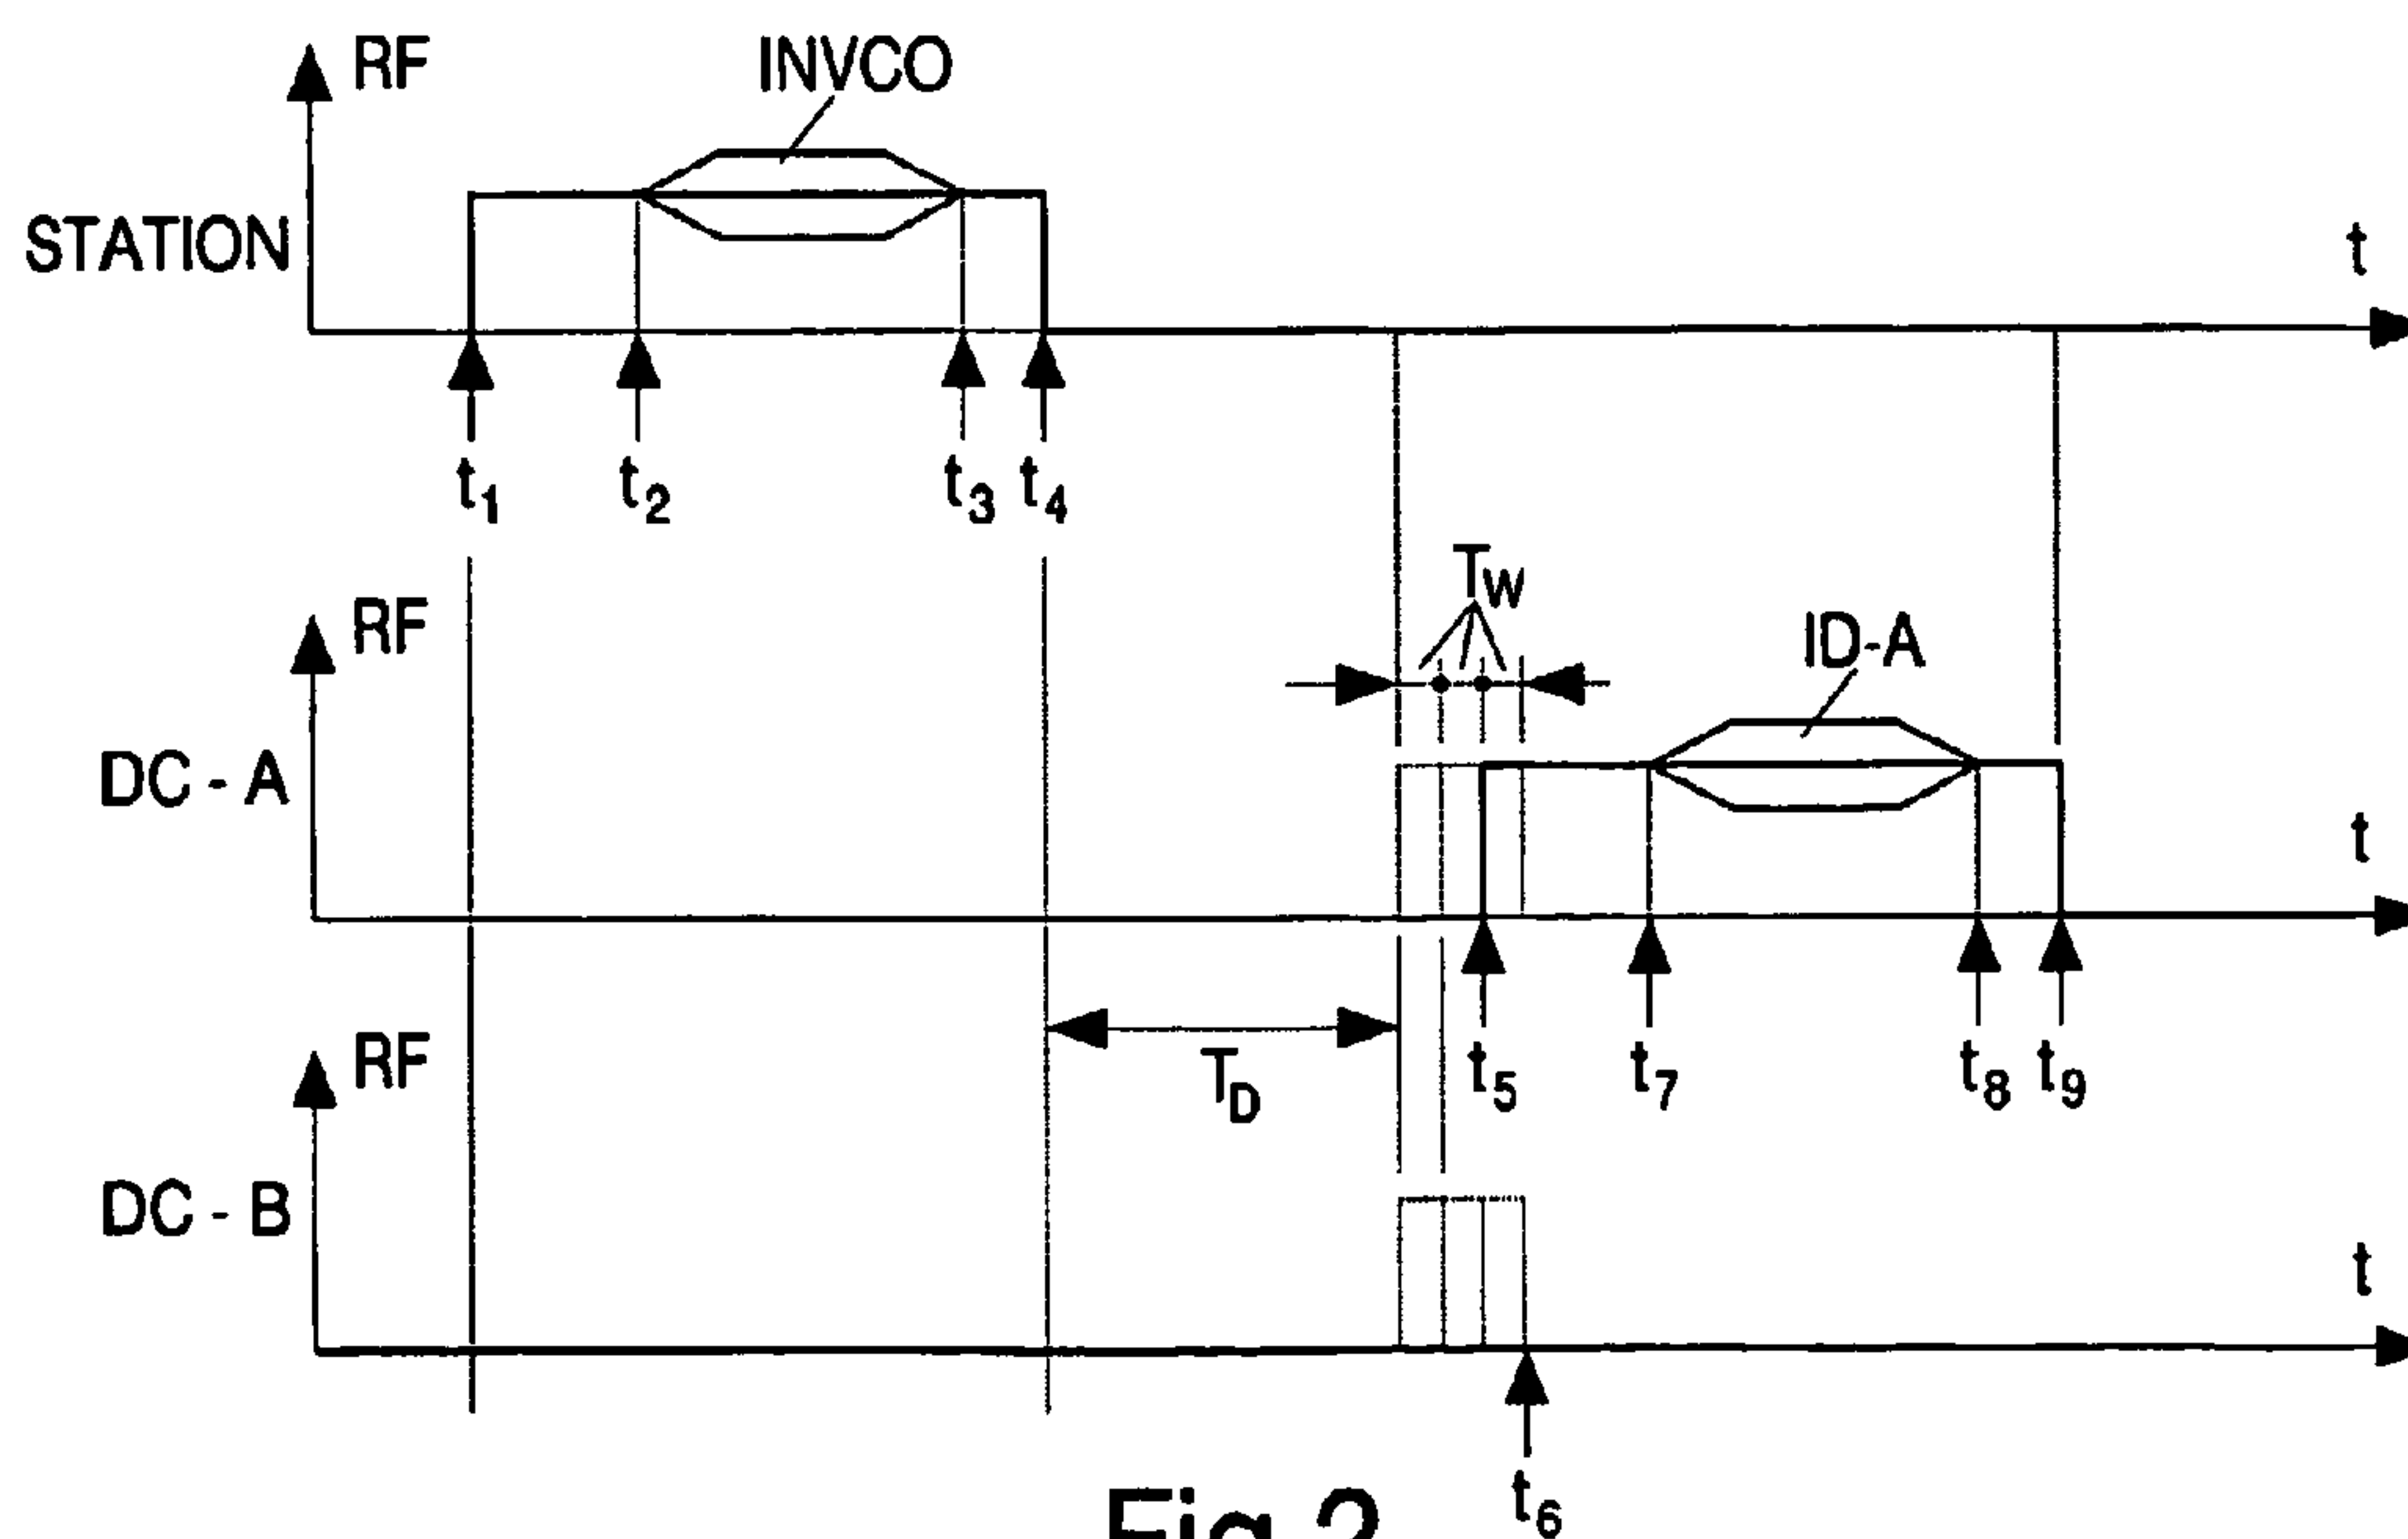 RF
INVCO
STATION
t
t1
t2
t3
t4
TW
RF
ID-A
DC - A
t
t5
t7
t8
t9
TD
RF
DC - B
t
t6
Fig.2